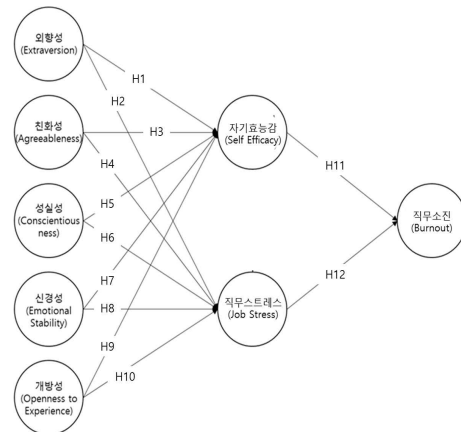 외향성
(Extraversion)
H1
H2
친화성
(Agreeableness)
H3
자기효능감
(Self Efficacy)
H4
H11
성실성
(Conscientious
ness)
H5
H6
직무소진
(Burnout)
H7
신경성
(Emotional
Stability)
H8
직무스트레스
(Job Stress)
H12
H9
H10
개방성
(Openness to
Experience)